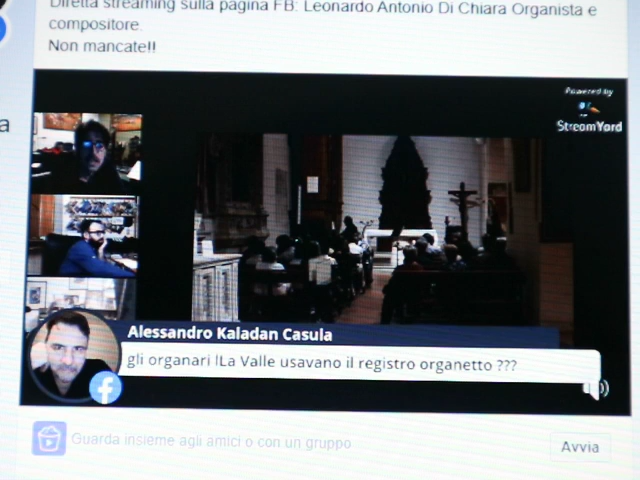 Diretta streaming sulla pagina FB: Leonardo Antonio Di Chiara Organista e
compositore.
Non mancate!!
Powered by
StreamYard
a
Alessandro Kaladan Casula
gli organari lLa Valle usavano il registro organetto ???
Guarda insieme agli amici o con un gruppo
Avvia